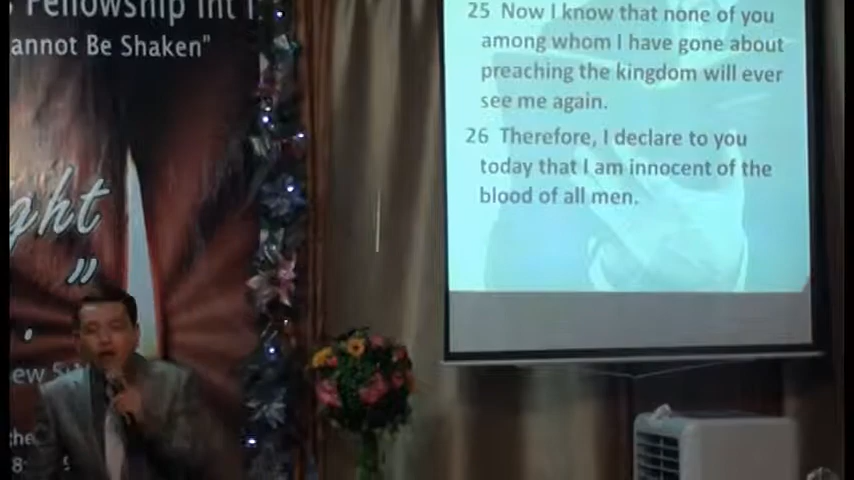 Fellowship Int'l
annot Be Shaken"
ght
"
25 Now I know that none of you
among whom I have gone about
preaching the kingdom will ever
see me again.
26 Therefore, I declare to you
today that I am innocent of the
blood of all men.